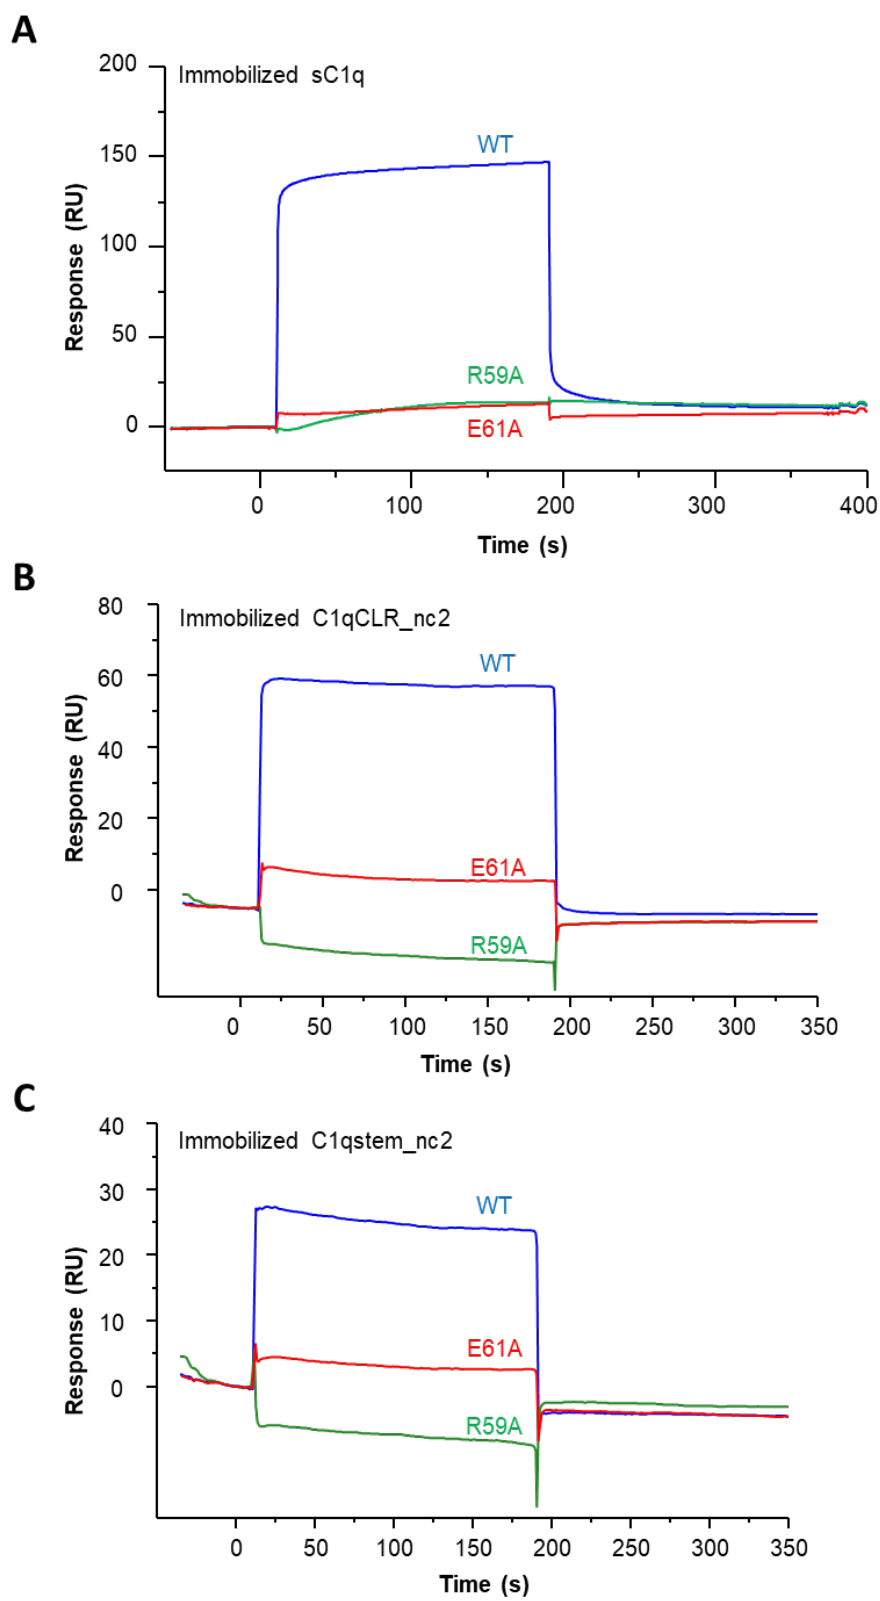 A
Immobilized sC1q
200
150
100
50
0
Response (RU)
WT
R59A
E61A
0 100 200 300 400
Time (s)
B
Immobilized C1qCLR_nc2
80
60
40
20
0
Response (RU)
WT
E61A
R59A
0 50 100 150 200 250 300 350
Time (s)
C
Immobilized C1qstem_nc2
40
30
20
10
0
Response (RU)
WT
E61A
R59A
0 50 100 150 200 250 300 350
Time (s)